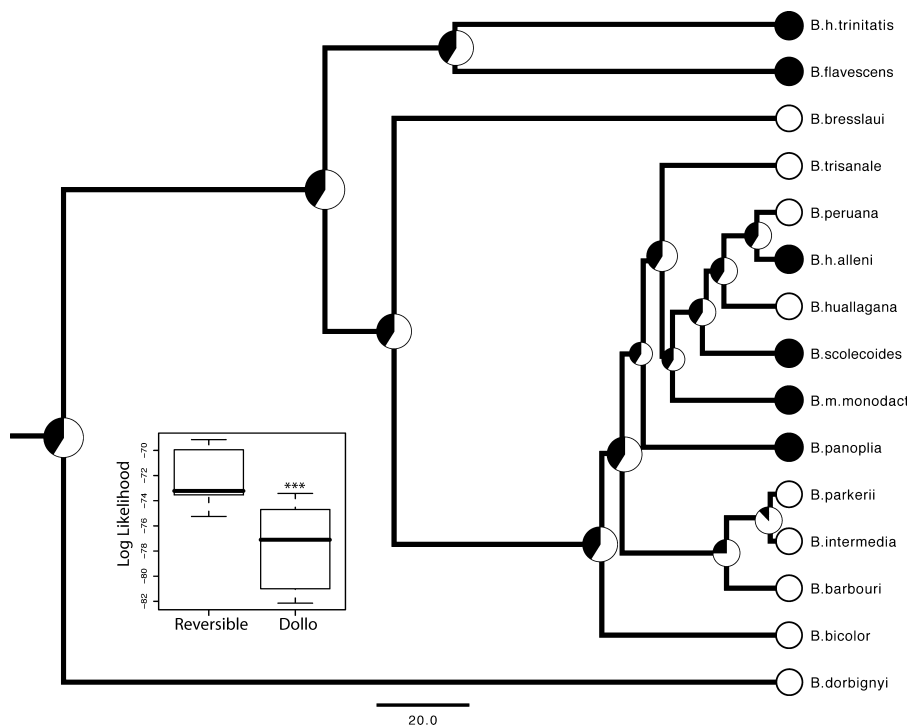 B.h.trinitatis
B.flavescens
B.bresslaui
B.trisanale
B.peruana
B.h.alleni
B.huallagana
B.scolecoides
B.m.monodact
B.panoplia
B.parkerii
B.intermedia
B.barbouri
B.bicolor
B.dorbignyi
Log Likelihood
-70
-72
-74
-76
-78
-80
-82
***
Reversible Dollo
20.0